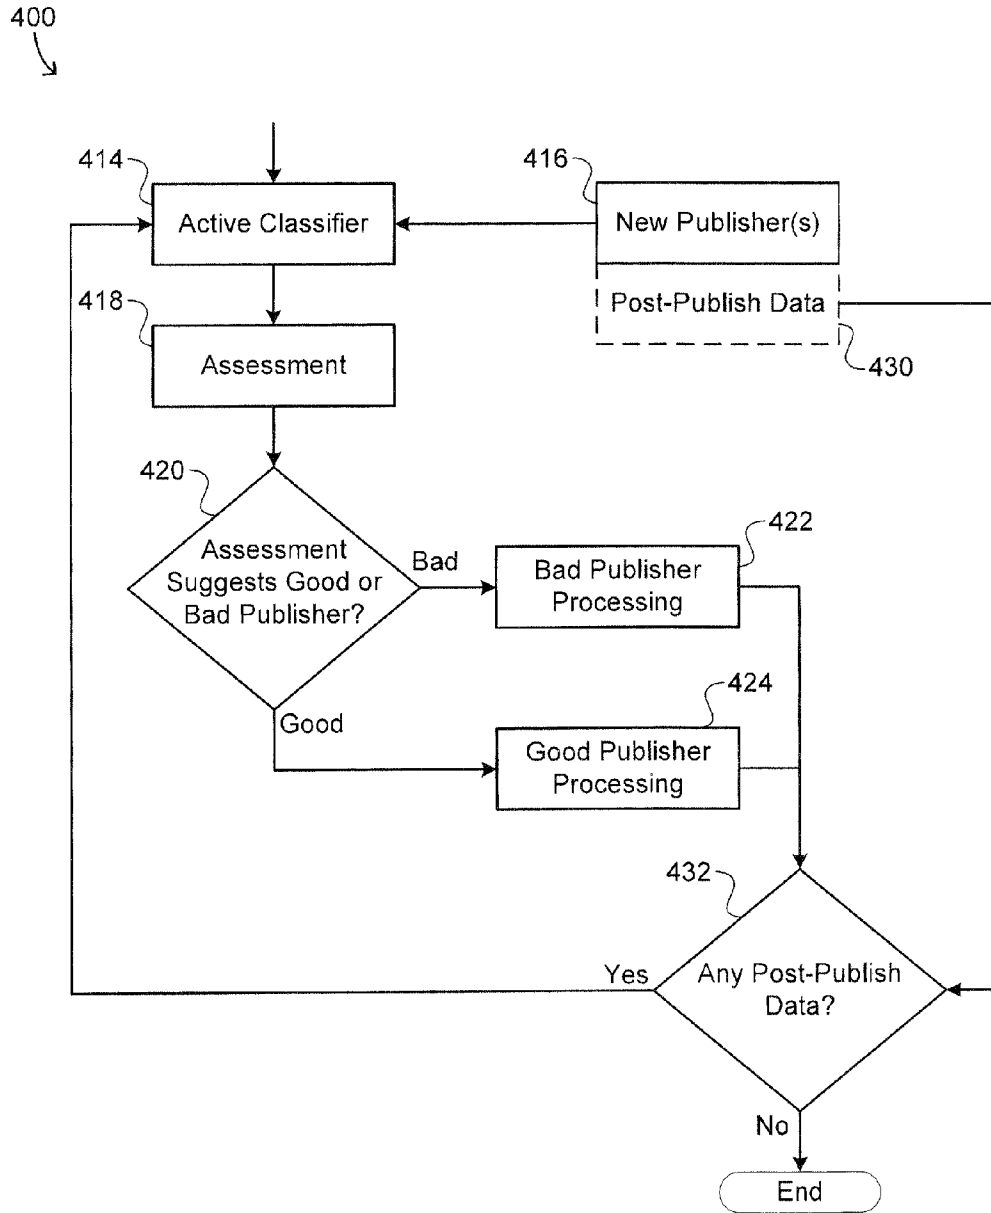 400
414
Active Classifier
416
New Publisher(s)
Post-Publish Data
430
418
Assessment
420
Assessment
Suggests Good or
Bad Publisher?
Bad
422
Bad Publisher
Processing
Good
424
Good Publisher
Processing
432
Any Post-Publish
Data?
Yes
No
End